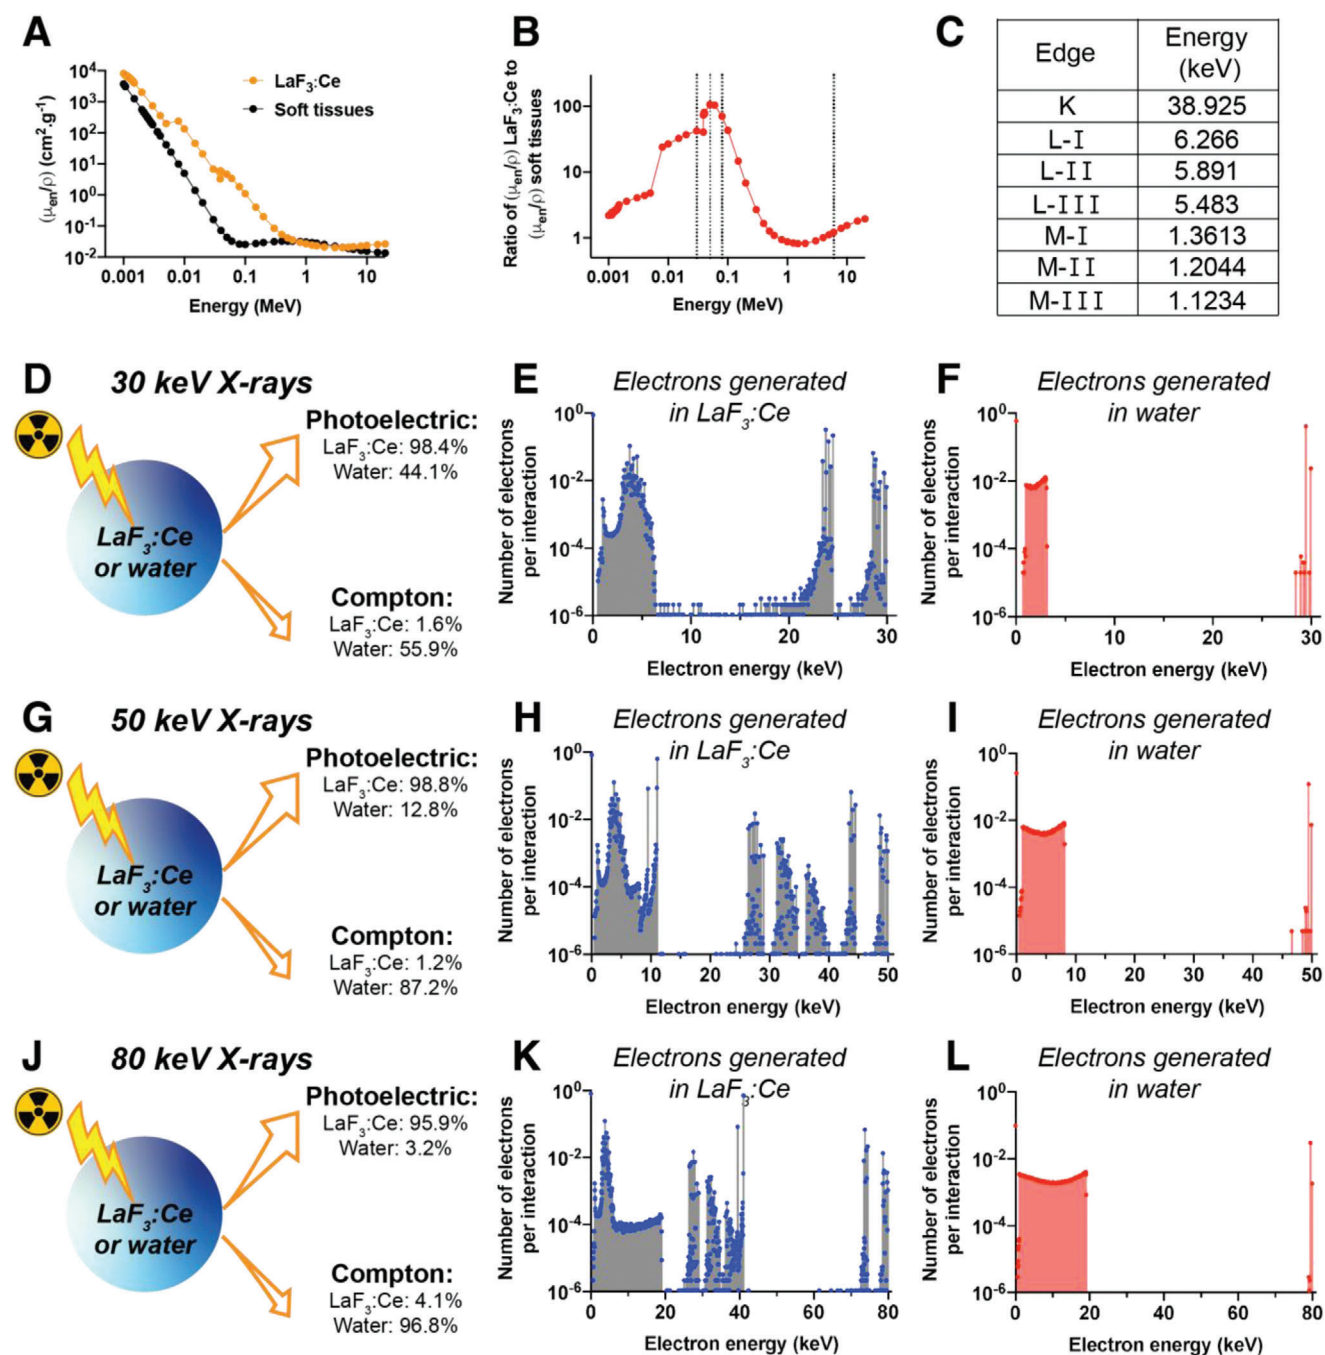 A
10⁴
10³
10²
10¹
10⁰
10⁻¹
10⁻²
(μₑₙ/ρ) (cm².g⁻¹)
LaF₃:Ce
Soft tissues
0.001 0.01 0.1 1 10
Energy (MeV)
B
Ratio of (μₑₙ/ρ) LaF₃:Ce to
(μₑₙ/ρ) soft tissues
100
10
1
0.001 0.01 0.1 1 10
Energy (MeV)
C
Edge Energy
(keV)
K 38.925
L-I 6.266
L-II 5.891
L-III 5.483
M-I 1.3613
M-II 1.2044
M-III 1.1234
D 30 keV X-rays
LaF₃:Ce
or water
Photoelectric:
LaF₃:Ce: 98.4%
Water: 44.1%
Compton:
LaF₃:Ce: 1.6%
Water: 55.9%
E Electrons generated
in LaF₃:Ce
Number of electrons
per interaction
10⁰
10⁻²
10⁻⁴
10⁻⁶
0 10 20 30
Electron energy (keV)
F Electrons generated
in water
Number of electrons
per interaction
10⁰
10⁻²
10⁻⁴
10⁻⁶
0 10 20 30
Electron energy (keV)
G 50 keV X-rays
LaF₃:Ce
or water
Photoelectric:
LaF₃:Ce: 98.8%
Water: 12.8%
Compton:
LaF₃:Ce: 1.2%
Water: 87.2%
H Electrons generated
in LaF₃:Ce
Number of electrons
per interaction
10⁰
10⁻²
10⁻⁴
10⁻⁶
0 10 20 30 40 50
Electron energy (keV)
I Electrons generated
in water
Number of electrons
per interaction
10⁰
10⁻²
10⁻⁴
10⁻⁶
0 10 20 30 40 50
Electron energy (keV)
J 80 keV X-rays
LaF₃:Ce
or water
Photoelectric:
LaF₃:Ce: 95.9%
Water: 3.2%
Compton:
LaF₃:Ce: 4.1%
Water: 96.8%
K Electrons generated
in LaF₃:Ce
Number of electrons
per interaction
10⁰
10⁻²
10⁻⁴
10⁻⁶
0 20 40 60 80
Electron energy (keV)
L Electrons generated
in water
Number of electrons
per interaction
10⁰
10⁻²
10⁻⁴
10⁻⁶
0 20 40 60 80
Electron energy (keV)